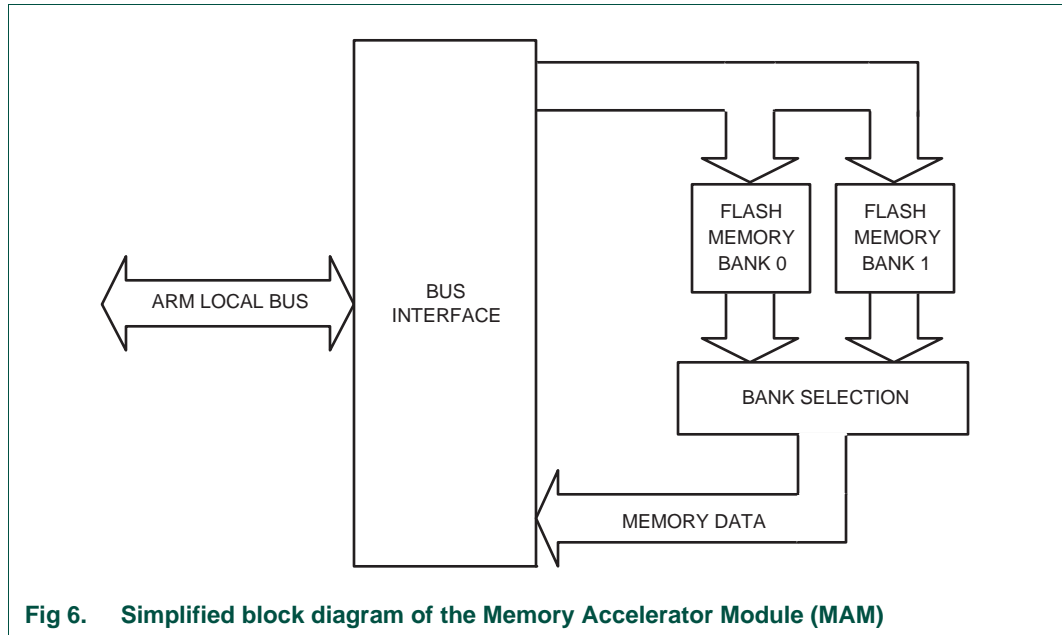 ARM LOCAL BUS
BUS
INTERFACE
FLASH
MEMORY
BANK 0
FLASH
MEMORY
BANK 1
BANK SELECTION
MEMORY DATA
Fig 6. Simplified block diagram of the Memory Accelerator Module (MAM)